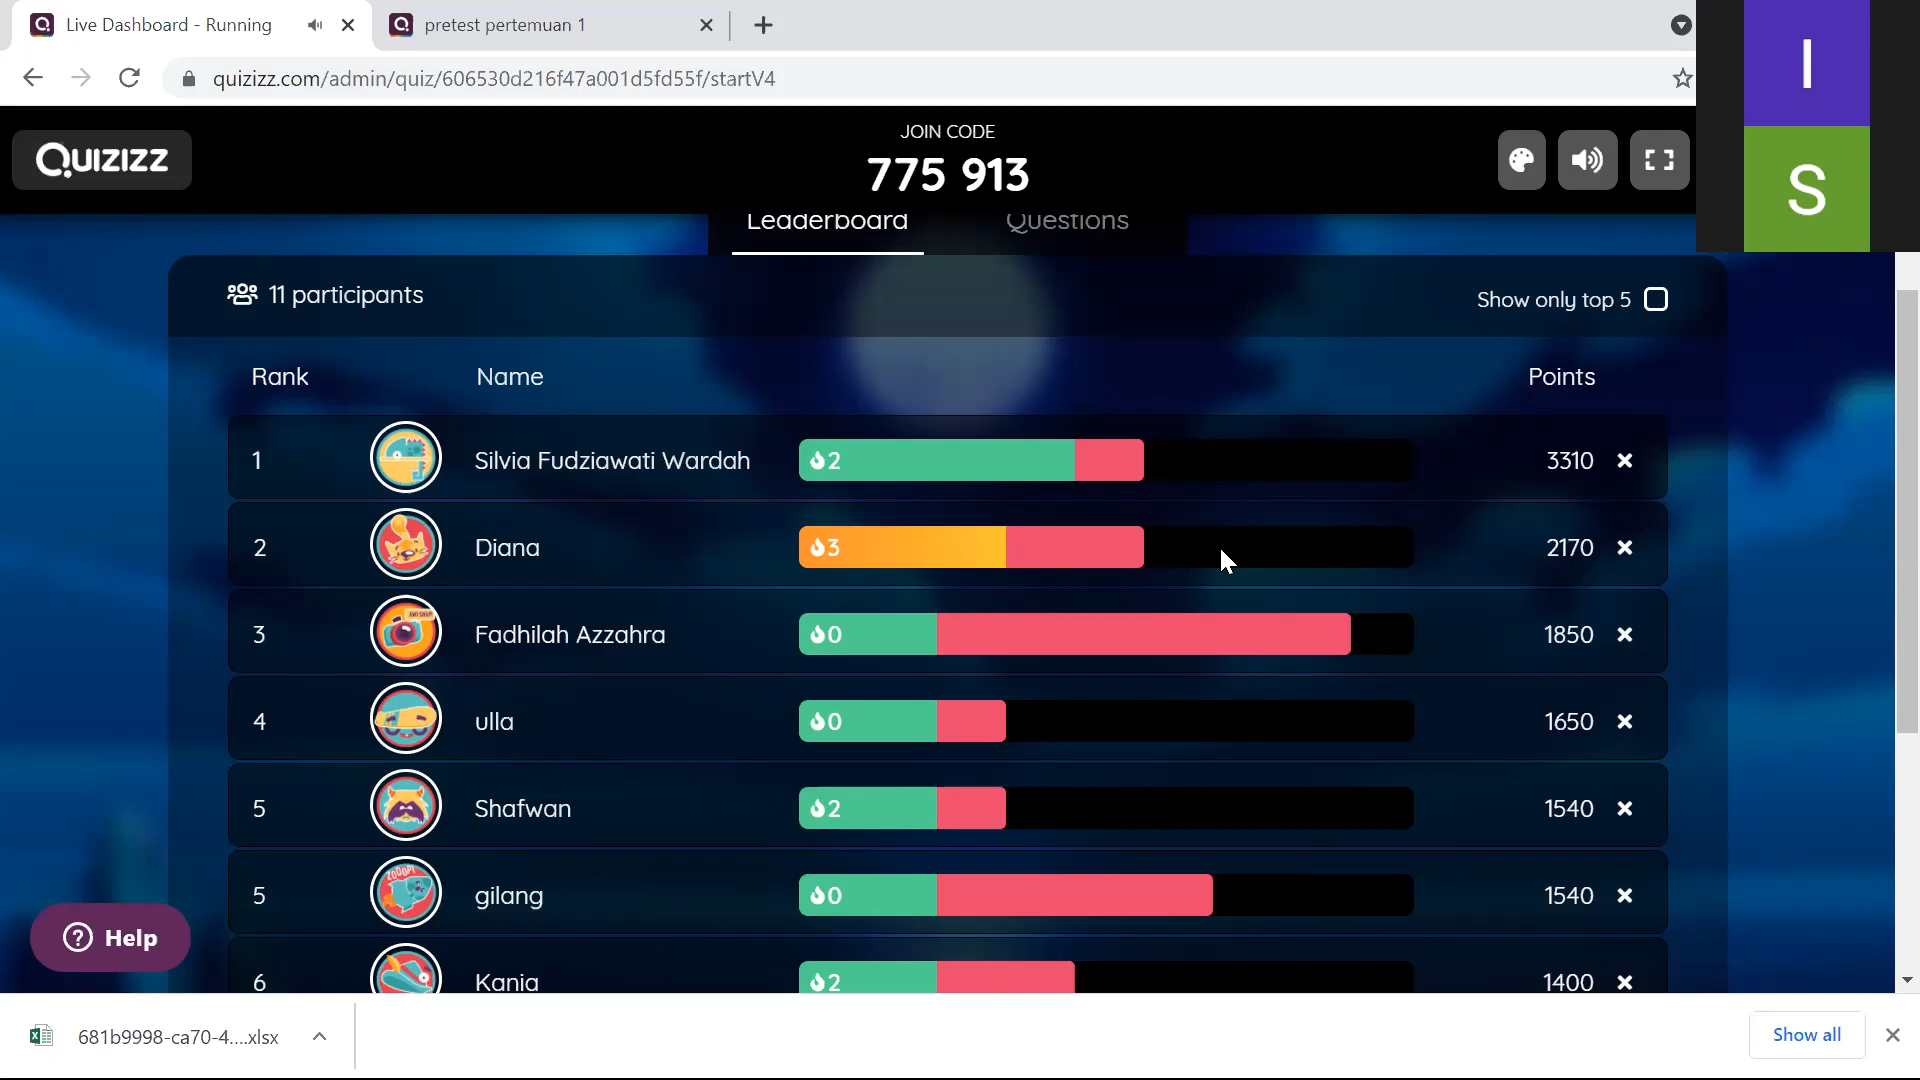 Live Dashboard - Running
pretest pertemuan 1
quizizz.com/admin/quiz/606530d216f47a001d5fd55f/startV4
I
S
Quizizz
JOIN CODE
775 913
Leaderboard
Questions
11 participants
Show only top 5
Rank Name Points
1 Silvia Fudziawati Wardah 2 3310
2 Diana 3 2170
3 Fadhilah Azzahra 0 1850
4 ulla 0 1650
5 Shafwan 2 1540
ZOOOP!
5 gilang 0 1540
6 Kania 2 1400
Help
681b9998-ca70-4....xlsx
Show all